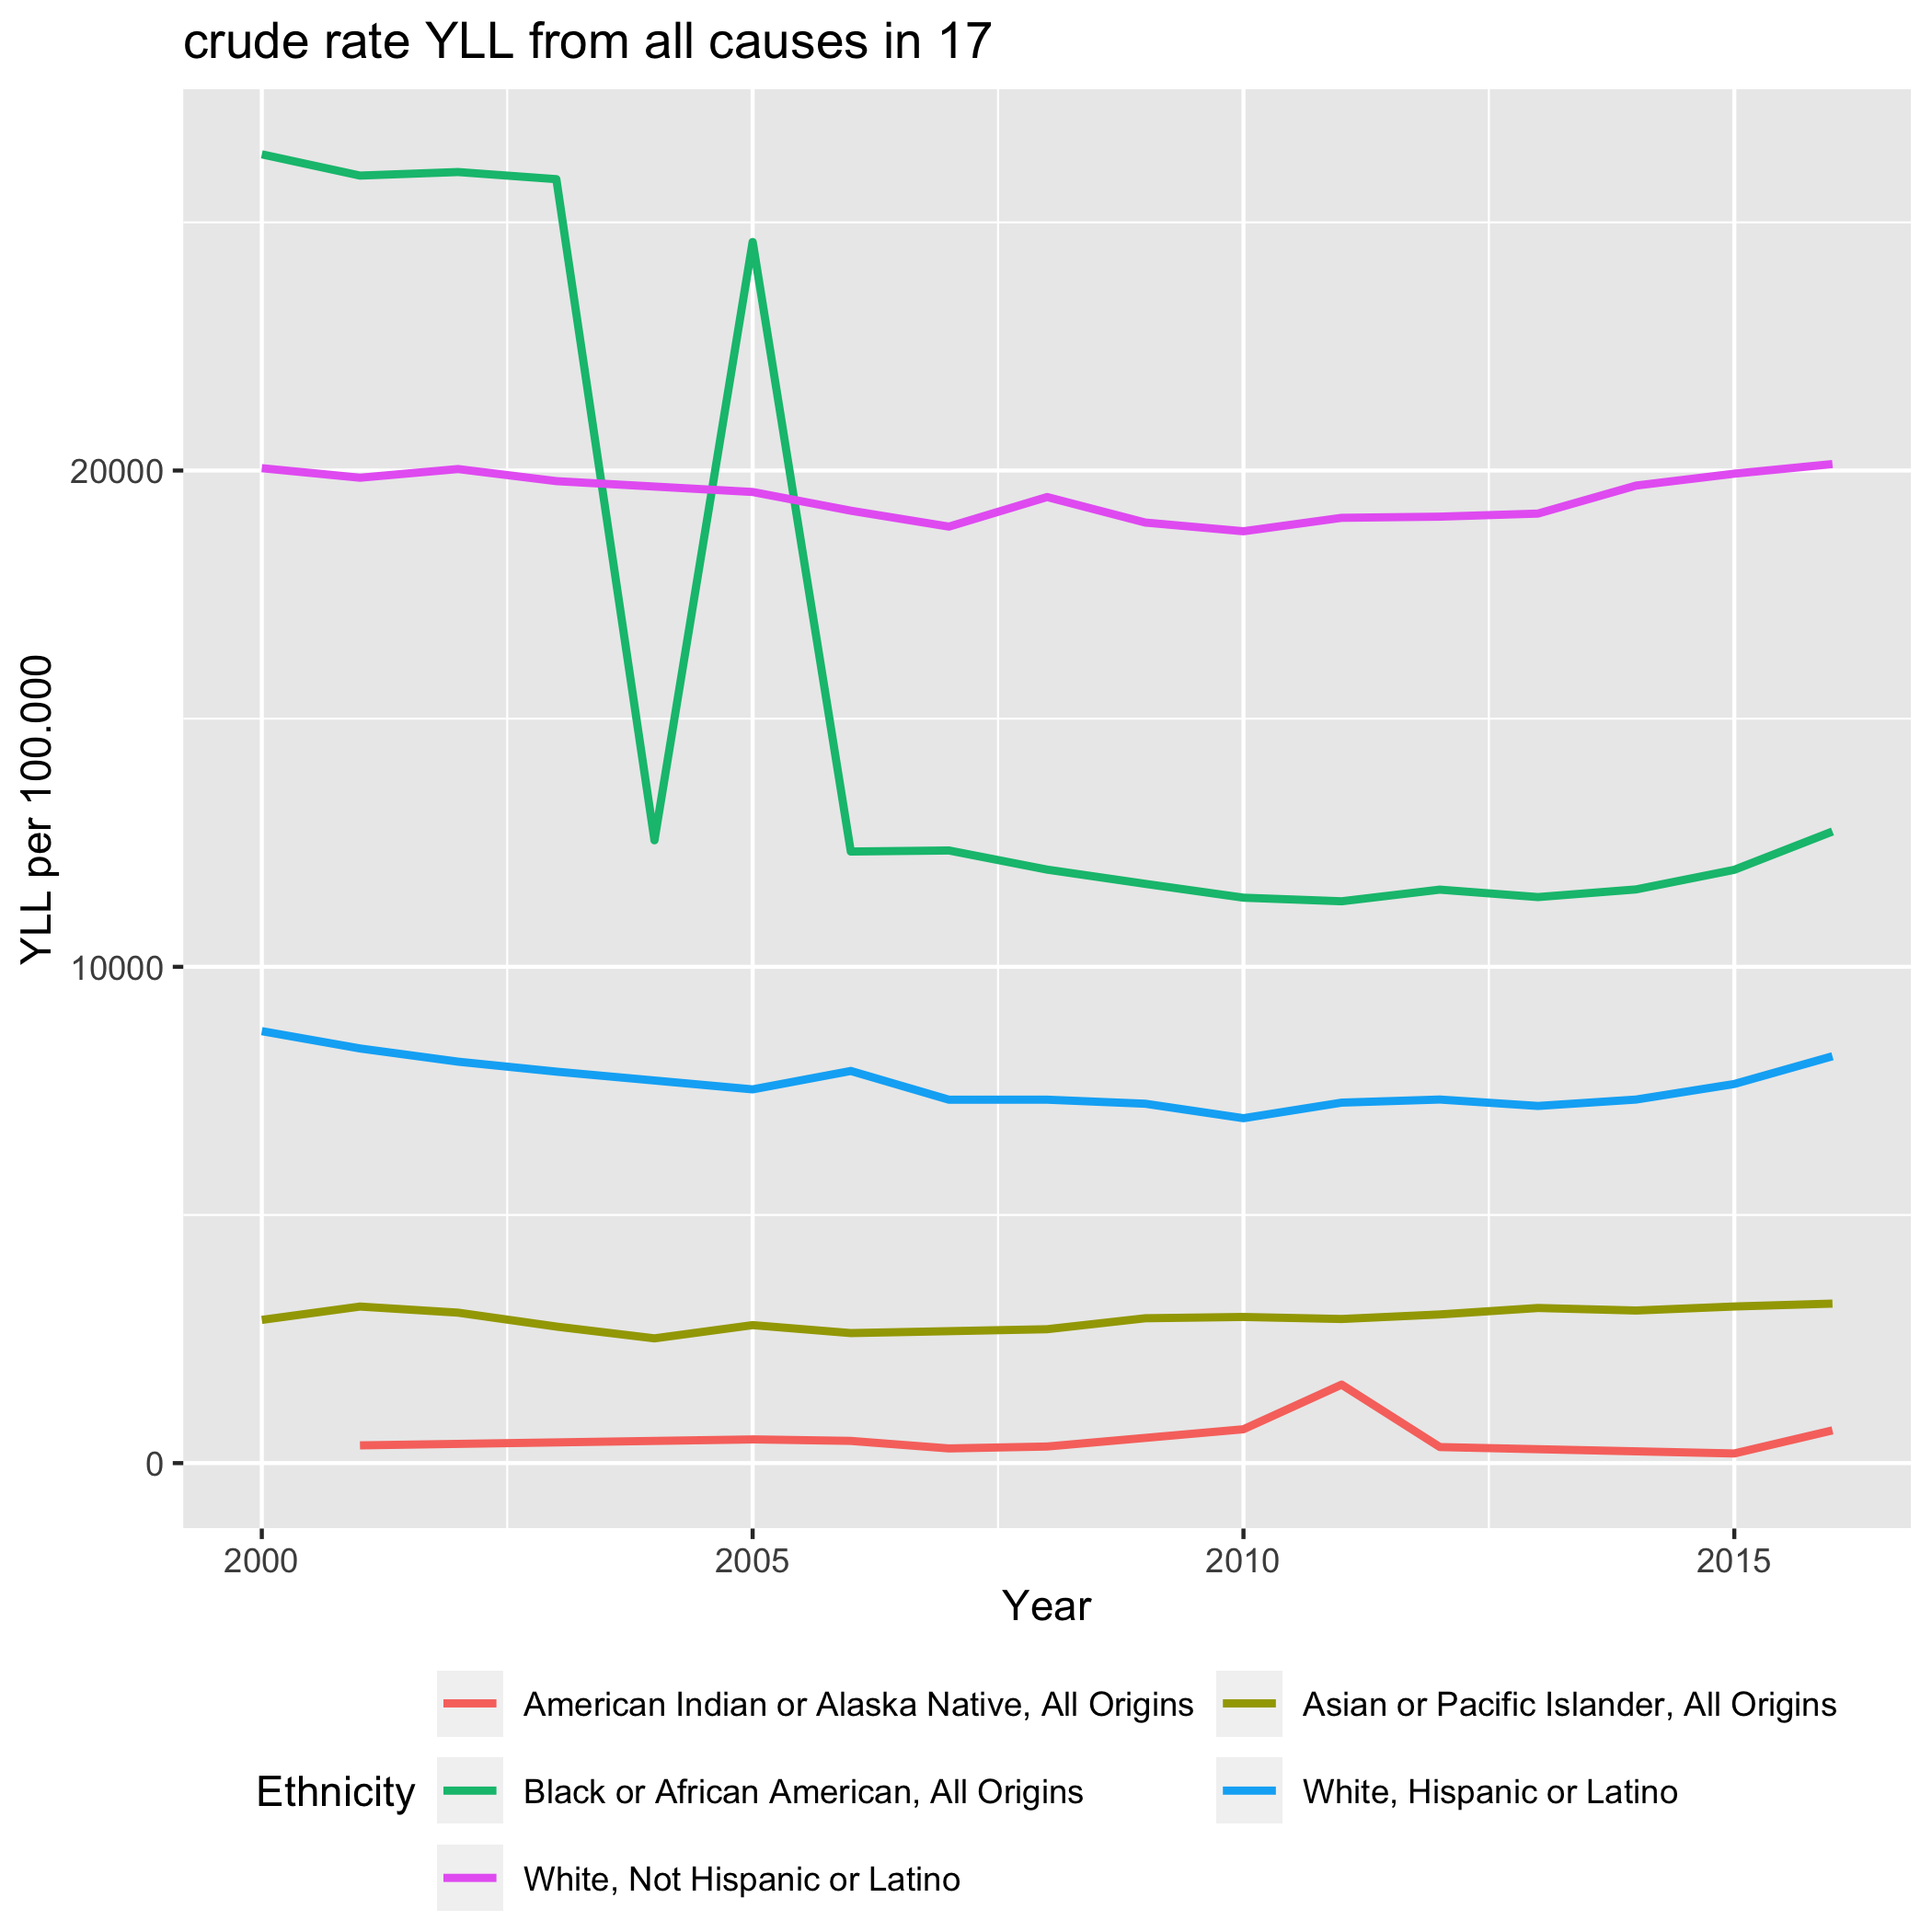 crude rate YLL from all causes in 17
YLL per 100.000
20000
10000
0
2000 2005 2010 2015
Year
Ethnicity
American Indian or Alaska Native, All Origins
Asian or Pacific Islander, All Origins
Black or African American, All Origins
White, Hispanic or Latino
White, Not Hispanic or Latino